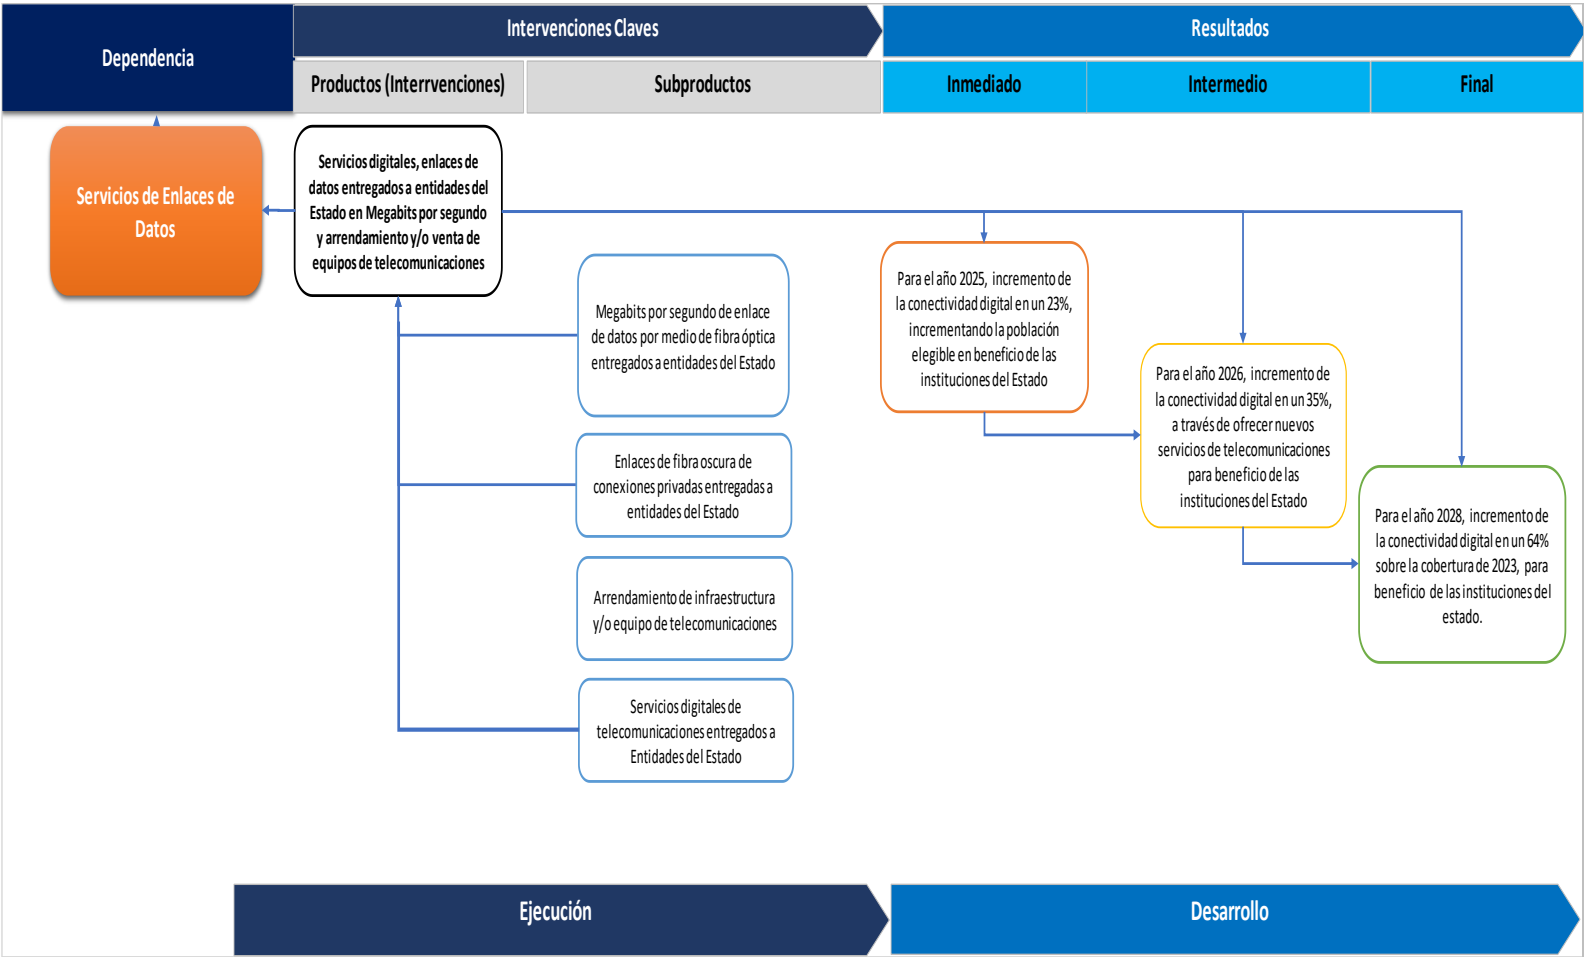 Dependencia
Intervenciones Claves
Resultados
Productos (Interrvenciones)
Subproductos
Inmediado
Intermedio
Final
Servicios de Enlaces de
Datos
Servicios digitales, enlaces de
datos entregados a entidades del
Estado en Megabits por segundo
y arrendamiento y/o venta de
equipos de telecomunicaciones
Megabits por segundo de enlace
de datos por medio de fibra óptica
entregados a entidades del Estado
Enlaces de fibra oscura de
conexiones privadas entregadas a
entidades del Estado
Arrendamiento de infraestructura
y/o equipo de telecomunicaciones
Servicios digitales de
telecomunicaciones entregados a
Entidades del Estado
Para el año 2025, incremento de
la conectividad digital en un 23%,
incrementando la población
elegible en beneficio de las
instituciones del Estado
Para el año 2026, incremento de
la conectividad digital en un 35%,
a través de ofrecer nuevos
servicios de telecomunicaciones
para beneficio de las
instituciones del Estado
Para el año 2028, incremento de
la conectividad digital en un 64%
sobre la cobertura de 2023, para
beneficio de las instituciones del
estado.
Ejecución
Desarrollo